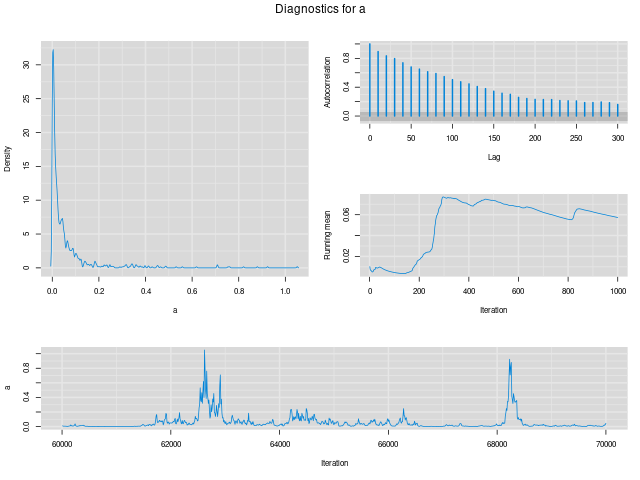 Diagnostics for a
Density
0 5 10 15 20 25 30
0.0 0.2 0.4 0.6 0.8 1.0
a
Autocorrelation
0.0 0.4 0.8
0 50 100 150 200 250 300
Lag
Running mean
0.02 0.06
0 200 400 600 800 1000
Iteration
a
0.0 0.4 0.8
60000 62000 64000 66000 68000 70000
Iteration